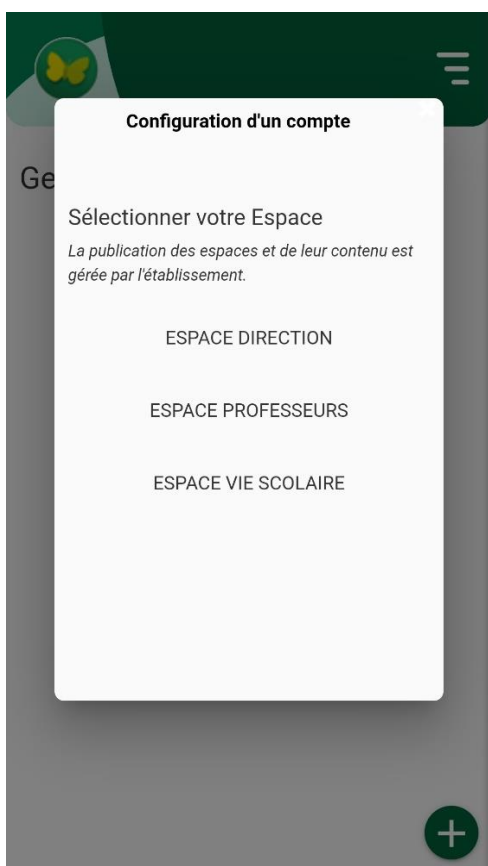 Configuration d'un compte
Ge
Sélectionner votre Espace
La publication des espaces et de leur contenu est
gérée par l'établissement.
ESPACE DIRECTION
ESPACE PROFESSEURS
ESPACE VIE SCOLAIRE